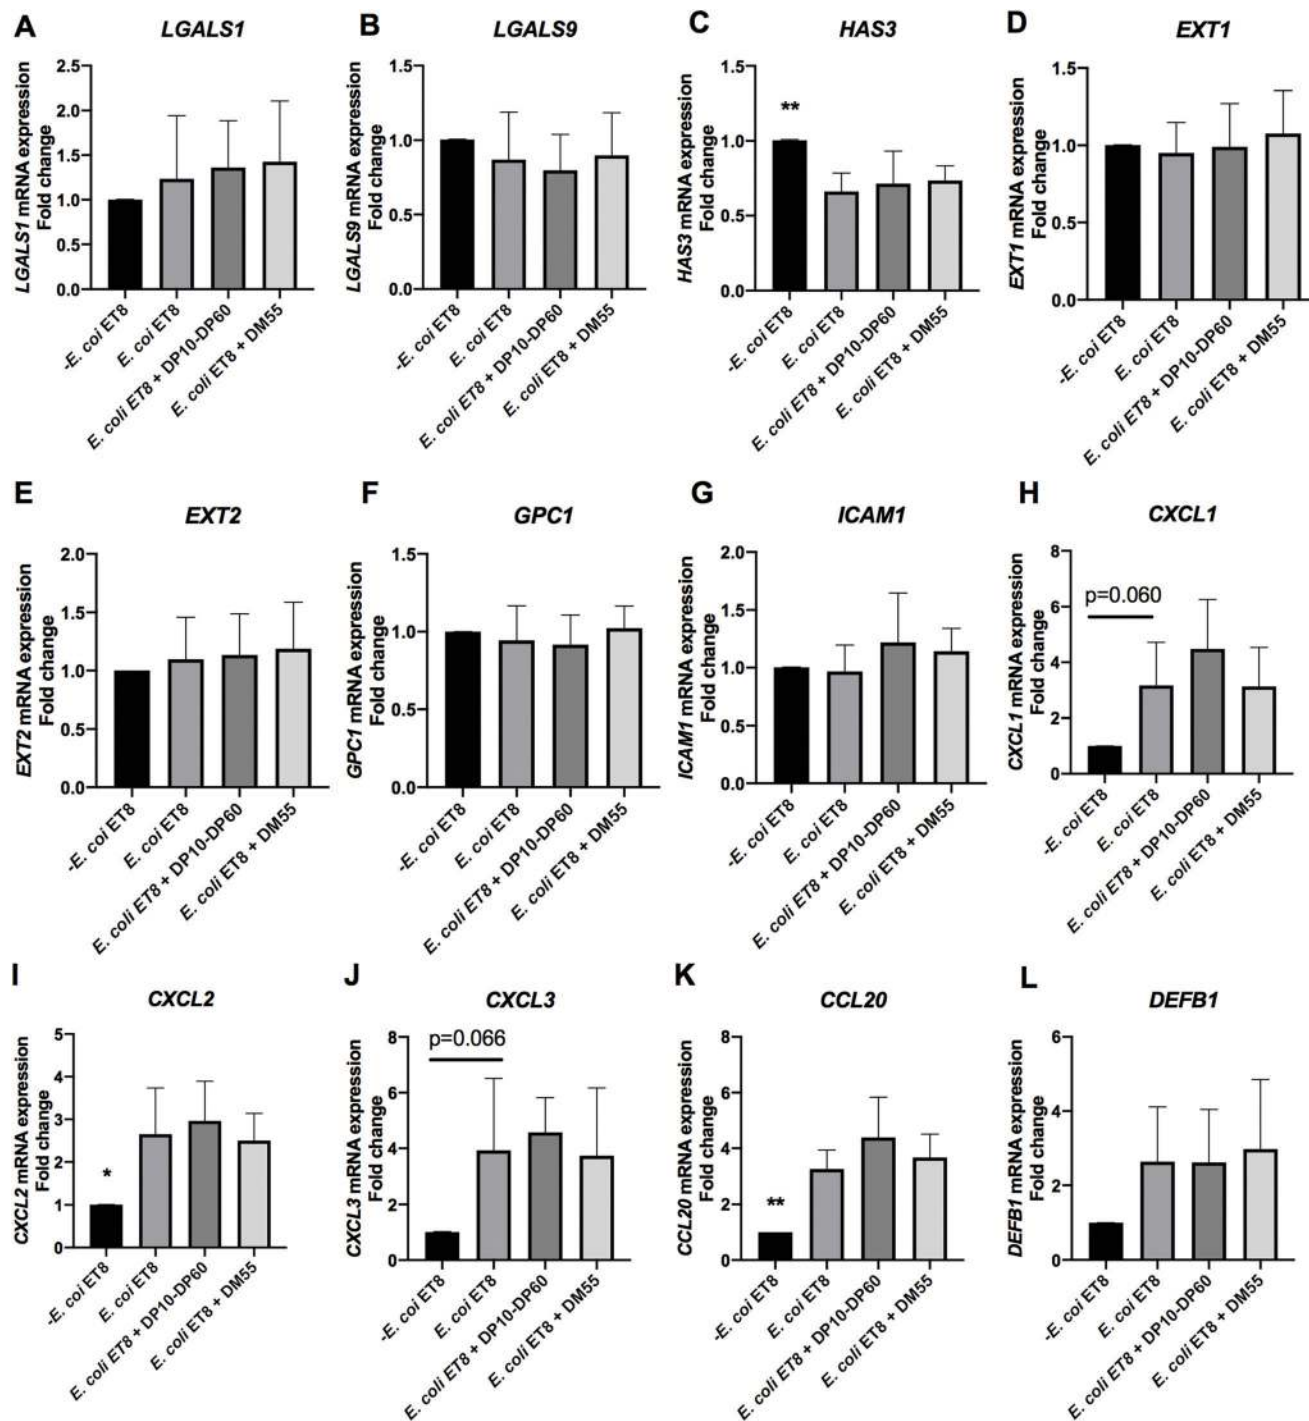 A
LGALS1
LGALS1 mRNA expression
Fold change
2.5
2.0
1.5
1.0
0.5
0.0
-E. coi ET8
E. coi ET8
E. coli ET8 + DP10-DP60
E. coli ET8 + DM55
B
LGALS9
LGALS9 mRNA expression
Fold change
1.5
1.0
0.5
0.0
-E. coi ET8
E. coi ET8
E. coli ET8 + DP10-DP60
E. coli ET8 + DM55
C
HAS3
HAS3 mRNA expression
Fold change
1.5
1.0
0.5
0.0
**
-E. coi ET8
E. coi ET8
E. coli ET8 + DP10-DP60
E. coli ET8 + DM55
D
EXT1
EXT1 mRNA expression
Fold change
1.5
1.0
0.5
0.0
-E. coi ET8
E. coi ET8
E. coli ET8 + DP10-DP60
E. coli ET8 + DM55
E
EXT2
EXT2 mRNA expression
Fold change
2.0
1.5
1.0
0.5
0.0
-E. coi ET8
E. coi ET8
E. coli ET8 + DP10-DP60
E. coli ET8 + DM55
F
GPC1
GPC1 mRNA expression
Fold change
1.5
1.0
0.5
0.0
-E. coi ET8
E. coi ET8
E. coli ET8 + DP10-DP60
E. coli ET8 + DM55
G
ICAM1
ICAM1 mRNA expression
Fold change
2.0
1.5
1.0
0.5
0.0
-E. coi ET8
E. coi ET8
E. coli ET8 + DP10-DP60
E. coli ET8 + DM55
H
CXCL1
CXCL1 mRNA expression
Fold change
8
6
4
2
0
p=0.060
-E. coi ET8
E. coi ET8
E. coli ET8 + DP10-DP60
E. coli ET8 + DM55
I
CXCL2
CXCL2 mRNA expression
Fold change
5
4
3
2
1
0
*
-E. coi ET8
E. coi ET8
E. coli ET8 + DP10-DP60
E. coli ET8 + DM55
J
CXCL3
CXCL3 mRNA expression
Fold change
8
6
4
2
0
p=0.066
-E. coi ET8
E. coi ET8
E. coli ET8 + DP10-DP60
E. coli ET8 + DM55
K
CCL20
CCL20 mRNA expression
Fold change
8
6
4
2
0
**
-E. coi ET8
E. coi ET8
E. coli ET8 + DP10-DP60
E. coli ET8 + DM55
L
DEFB1
DEFB1 mRNA expression
Fold change
6
4
2
0
-E. coi ET8
E. coi ET8
E. coli ET8 + DP10-DP60
E. coli ET8 + DM55